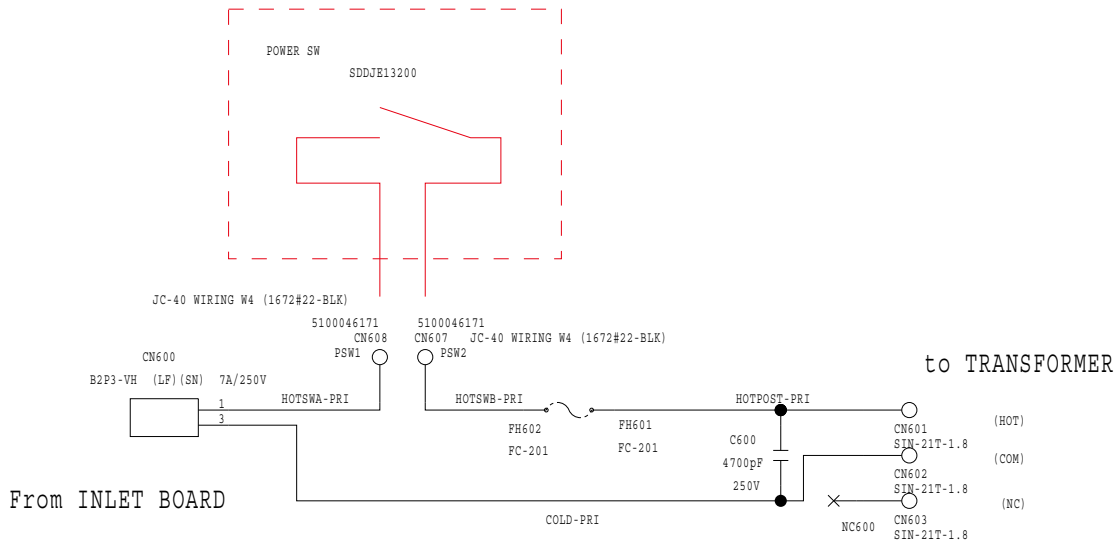 POWER SW
SDDJE13200
JC-40 WIRING W4 (1672#22-BLK)
5100046171
5100046171
CN608
CN607
JC-40 WIRING W4 (1672#22-BLK)
PSW1
PSW2
CN600
to TRANSFORMER
B2P3-VH (LF)(SN) 7A/250V
1
HOTSWA-PRI
HOTSWB-PRI
HOTPOST-PRI
3
FH602
FH601
FC-201
FC-201
C600
4700pF
250V
CN601
(HOT)
SIN-21T-1.8
(COM)
CN602
SIN-21T-1.8
From INLET BOARD
COLD-PRI
NC600
(NC)
CN603
SIN-21T-1.8